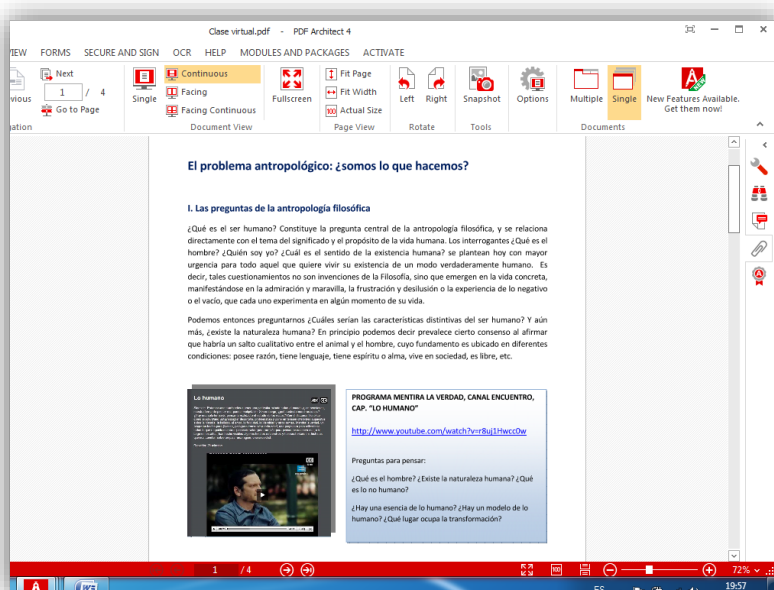 Clase virtual.pdf - PDF Architect 4
IEW FORMS SECURE AND SIGN OCR HELP MODULES AND PACKAGES ACTIVATE
Next
vious
1 / 4
Go to Page
gation
Single
Continuous
Facing
Facing Continuous
Document View
Fullscreen
Fit Page
Fit Width
100 Actual Size
Page View
Left Right
Rotate
Snapshot
Tools
Options
Multiple Single
Documents
NEW
New Features Available.
Get them now!
El problema antropológico: ¿somos lo que hacemos?
I. Las preguntas de la antropología filosófica
¿Qué es el ser humano? Constituye la pregunta central de la antropología filosófica, y se relaciona
directamente con el tema del significado y el propósito de la vida humana. Los interrogantes ¿Qué es el
hombre? ¿Quién soy yo? ¿Cuál es el sentido de la existencia humana? se plantean hoy con mayor
urgencia para todo aquel que quiere vivir su existencia de un modo verdaderamente humano. Es
decir, tales cuestionamientos no son invenciones de la Filosofía, sino que emergen en la vida concreta,
manifestándose en la admiración y maravilla, la frustración y desilusión o la experiencia de lo negativo
o el vacío, que cada uno experimenta en algún momento de su vida.
Podemos entonces preguntarnos ¿Cuáles serían las características distintivas del ser humano? Y aún
más, ¿existe la naturaleza humana? En principio podemos decir prevalece cierto consenso al afirmar
que habría un salto cualitativo entre el animal y el hombre, cuyo fundamento es ubicado en diferentes
condiciones: posee razón, tiene lenguaje, tiene espíritu o alma, vive en sociedad, es libre, etc.
Lo humano
PROGRAMA MENTIRA LA VERDAD, CANAL ENCUENTRO,
CAP. "LO HUMANO"
http://www.youtube.com/watch?v=r8uj1Hwcc0w
Preguntas para pensar:
¿Qué es el hombre? ¿Existe la naturaleza humana? ¿Qué
es lo no humano?
¿Hay una esencia de lo humano? ¿Hay un modelo de lo
humano? ¿Qué lugar ocupa la transformación?
1 / 4
100
72%
ES
19:57